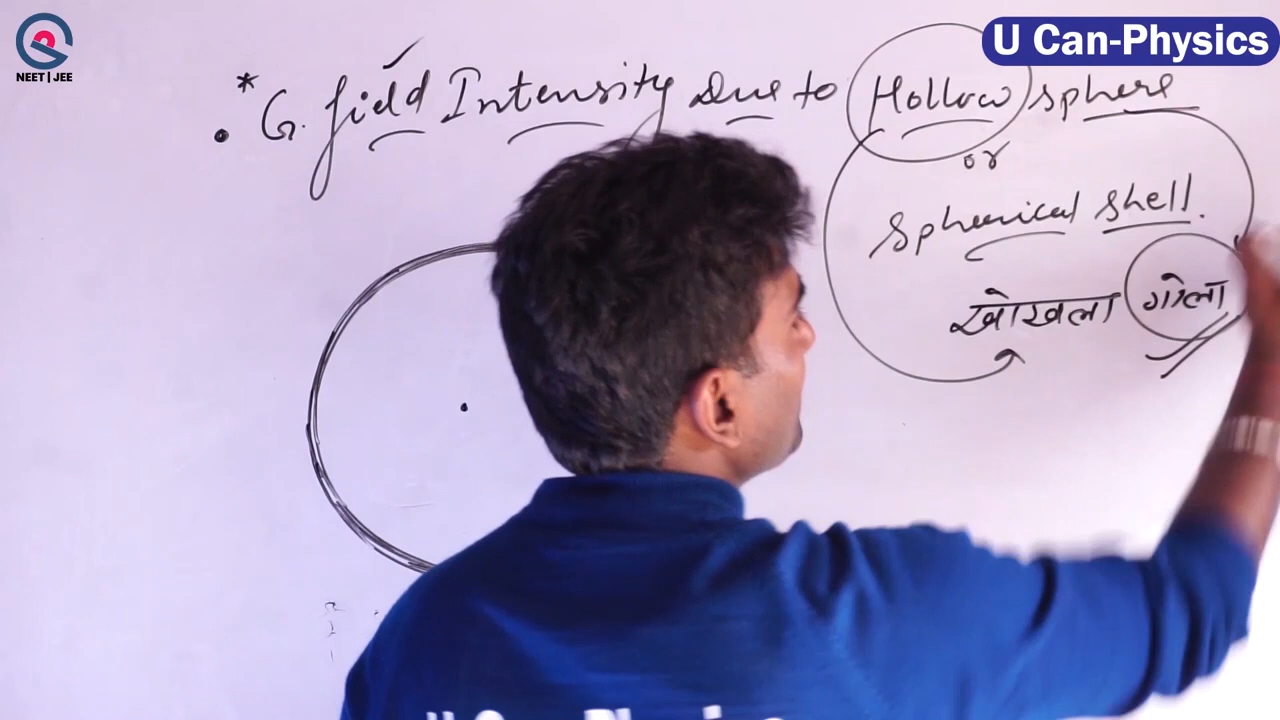 NEET | JEE
U Can-Physics
* G. field Intensity Due to Hollow sphere
or
Spherical shell.
खोखला गोला